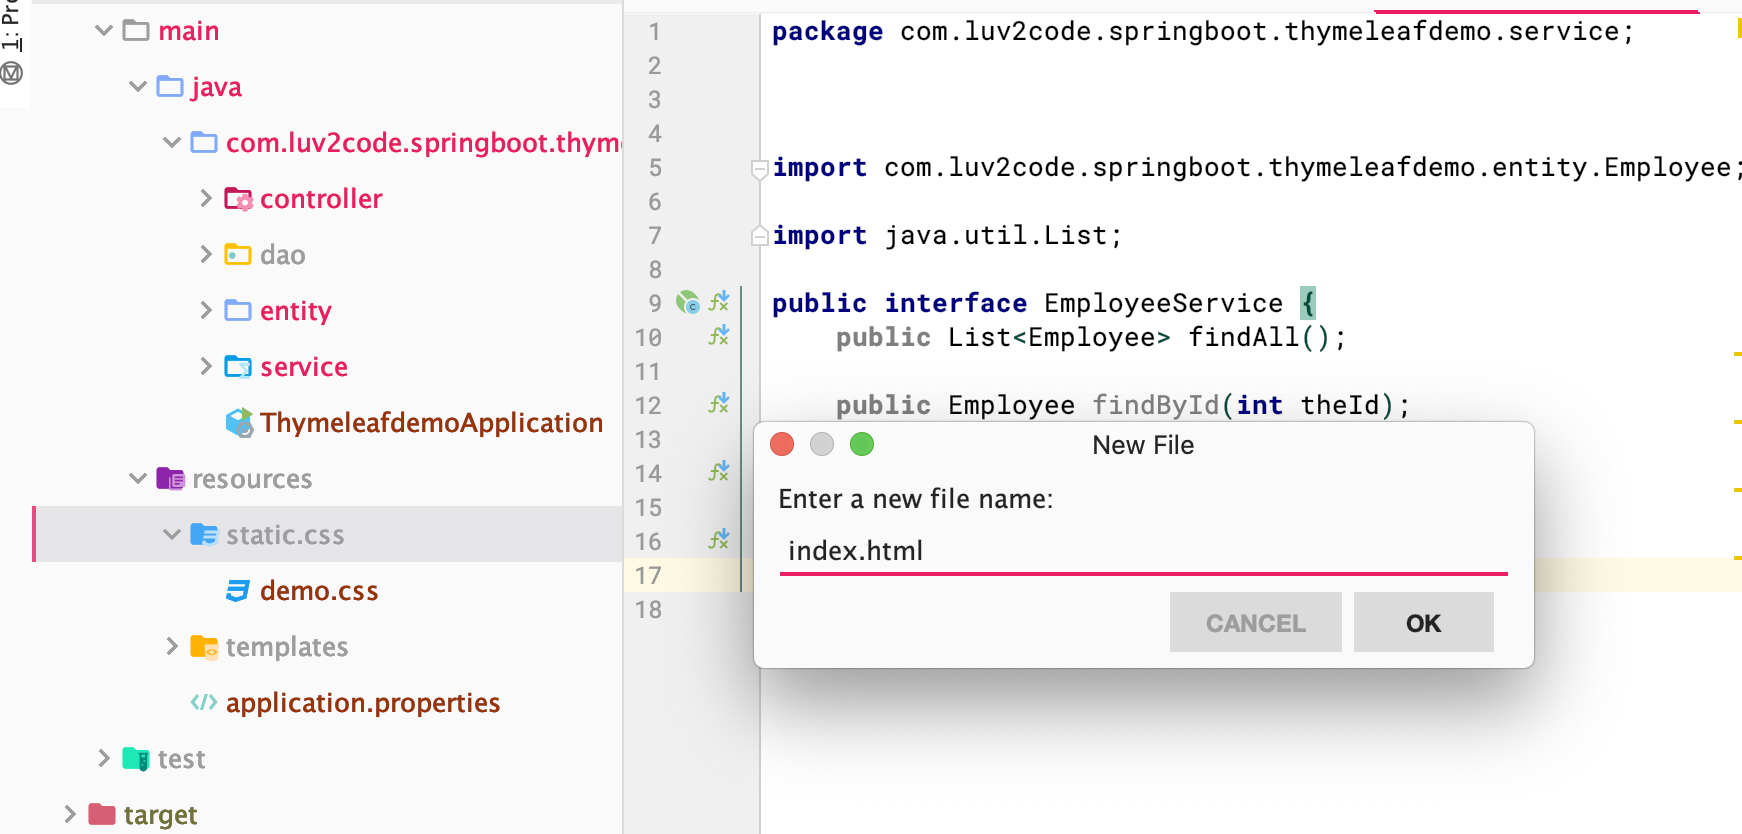 1: Pro
main
java
com.luv2code.springboot.thym
controller
dao
entity
service
ThymeleafdemoApplication
resources
static.css
demo.css
templates
application.properties
test
target
1 package com.luv2code.springboot.thymeleafdemo.service;
2
3
4
5 import com.luv2code.springboot.thymeleafdemo.entity.Employee;
6
7 import java.util.List;
8
9 public interface EmployeeService {
10 public List<Employee> findAll();
11
12 public Employee findById(int theId);
13
14
15
16
17
18
New File
Enter a new file name:
index.html
CANCEL OK